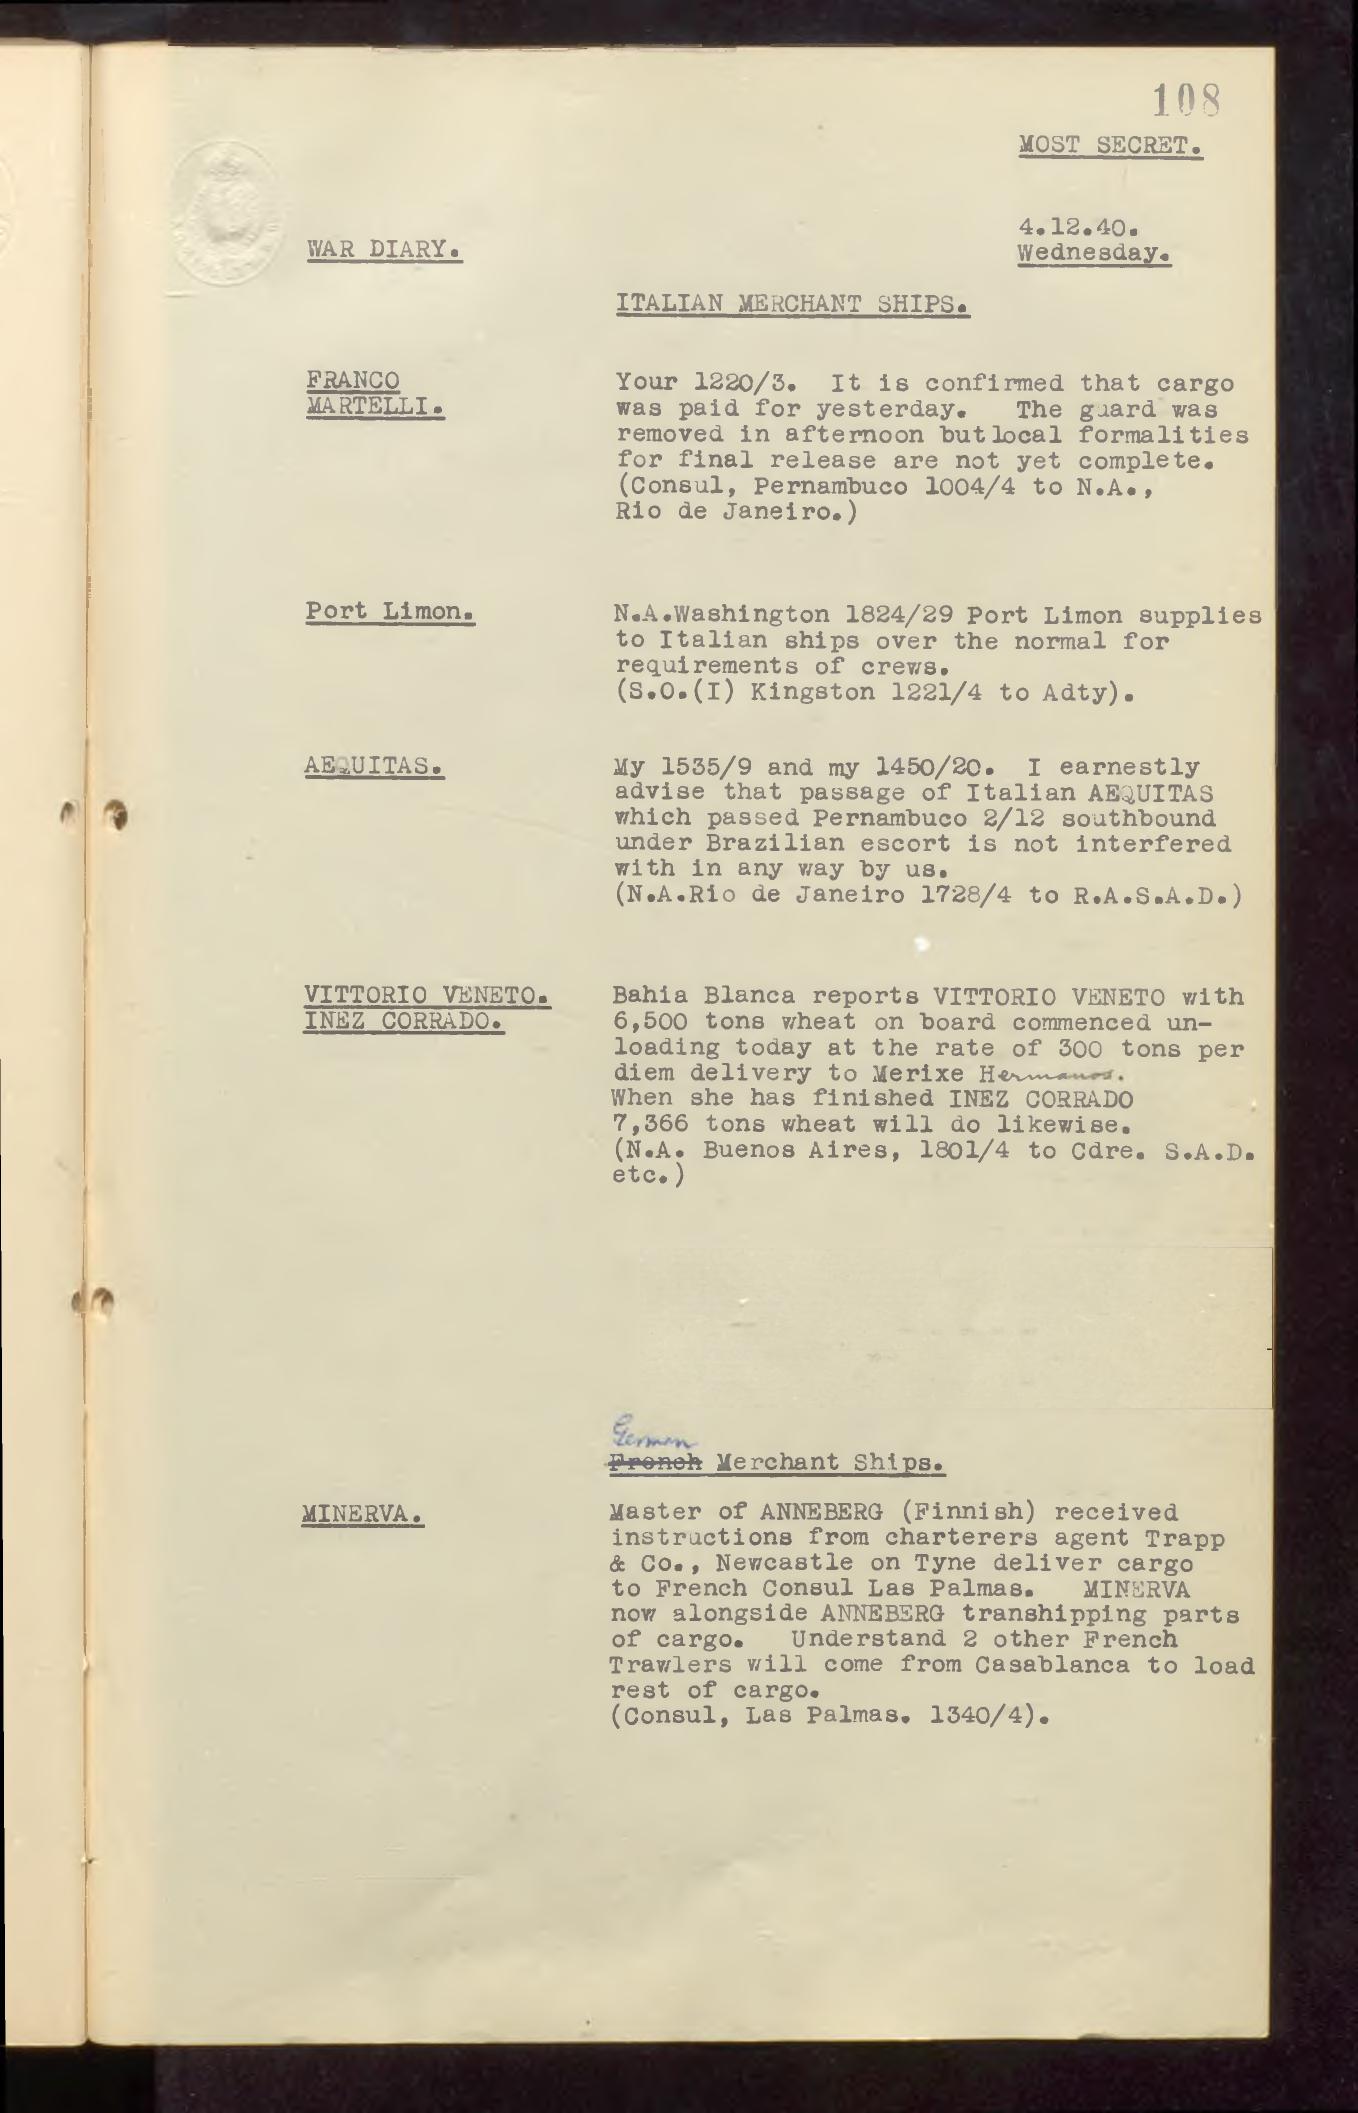 108
MOST SECRET.
4.12.40.
WAR DIARY.
Wednesday.
ITALIAN MERCHANT SHIPS.
FRANCO
MARTELLI.
Your 1220/3. It is confirmed that cargo
was paid for yesterday. The guard was
removed in afternoon but local formalities
for final release are not yet complete.
(Consul, Pernambuco 1004/4 to N.A.,
Rio de Janeiro.)
Port Limon.
N.A.Washington 1824/29 Port Limon supplies
to Italian ships over the normal for
requirements of crews.
(S.O.(I) Kingston 1221/4 to Adty).
AEQUITAS.
My 1535/9 and my 1450/20. I earnestly
advise that passage of Italian AEQUITAS
which passed Pernambuco 2/12 southbound
under Brazilian escort is not interfered
with in any way by us.
(N.A.Rio de Janeiro 1728/4 to R.A.S.A.D.)
VITTORIO VENETO.
INEZ CORRADO.
Bahia Blanca reports VITTORIO VENETO with
6,500 tons wheat on board commenced un-
loading today at the rate of 300 tons per
diem delivery to Merixe Hermanos.
When she has finished INEZ CORRADO
7,366 tons wheat will do likewise.
(N.A. Buenos Aires, 1801/4 to Cdre. S.A.D.
etc.)
German
French Merchant Ships.
MINERVA.
Master of ANNEBERG (Finnish) received
instructions from charterers agent Trapp
& Co., Newcastle on Tyne deliver cargo
to French Consul Las Palmas. MINERVA
now alongside ANNEBERG transhipping parts
of cargo. Understand 2 other French
Trawlers will come from Casablanca to load
rest of cargo.
(Consul, Las Palmas. 1340/4).